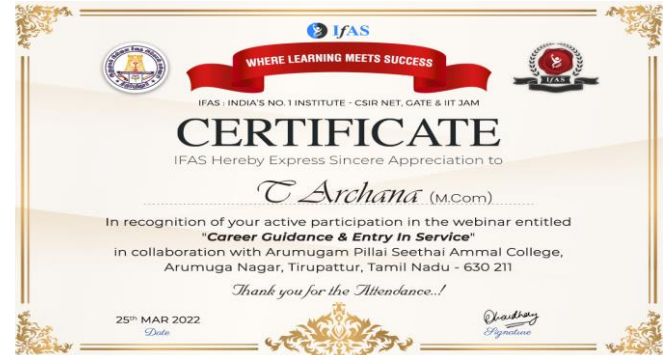 IFAS
WHERE LEARNING MEETS SUCCESS
IFAS
IFAS : INDIA'S NO. 1 INSTITUTE - CSIR NET, GATE & IIT JAM
CERTIFICATE
IFAS Hereby Express Sincere Appreciation to
T Archana (M.Com)
In recognition of your active participation in the webinar entitled
"Career Guidance & Entry In Service"
in collaboration with Arumugam Pillai Seethai Ammal College,
Arumuga Nagar, Tirupattur, Tamil Nadu - 630 211
Thank you for the Attendance..!
25th MAR 2022
Date
Chaudhary
Signature